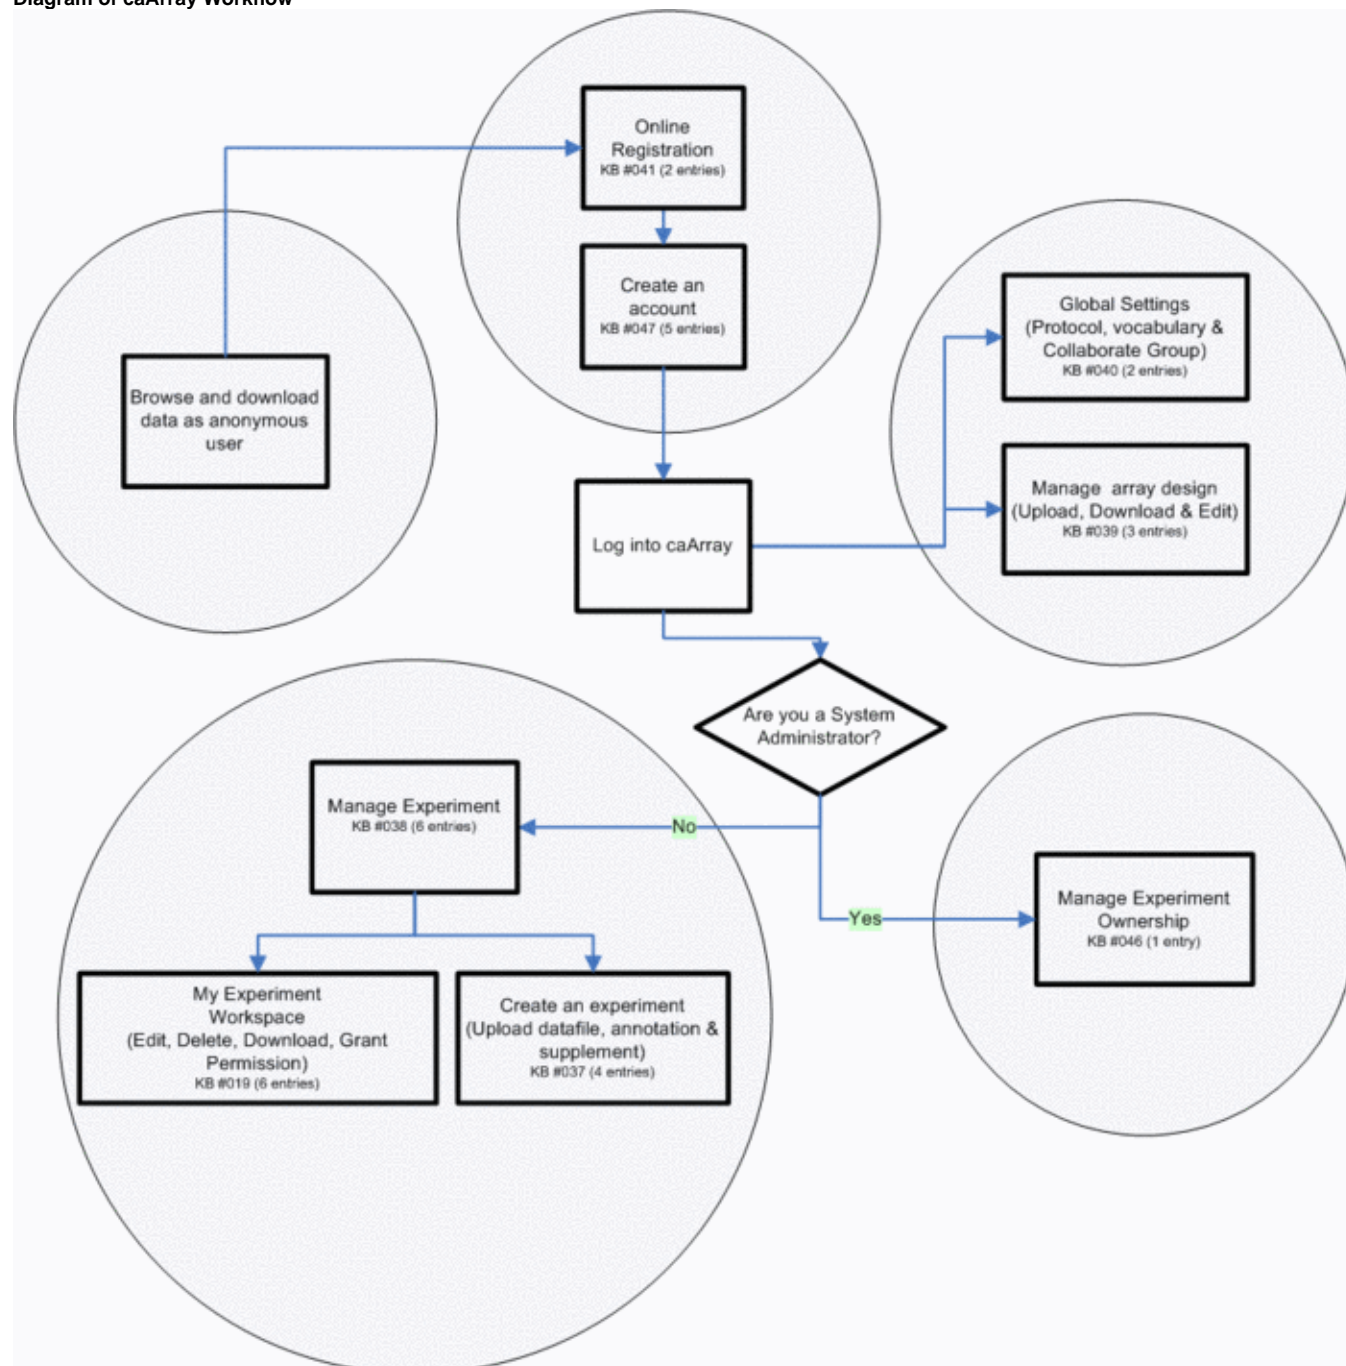 Diagram of caArray Workflow
Online
Registration
KB #041 (2 entries)
Create an
account
KB #047 (5 entries)
Browse and download
data as anonymous
user
Global Settings
(Protocol, vocabulary &
Collaborate Group)
KB #040 (2 entries)
Manage array design
(Upload, Download & Edit)
KB #039 (3 entries)
Log into caArray
Are you a System
Administrator?
Manage Experiment
KB #038 (6 entries)
No
Yes
Manage Experiment
Ownership
KB #046 (1 entry)
My Experiment
Workspace
(Edit, Delete, Download, Grant
Permission)
KB #019 (6 entries)
Create an experiment
(Upload datafile, annotation &
supplement)
KB #037 (4 entries)